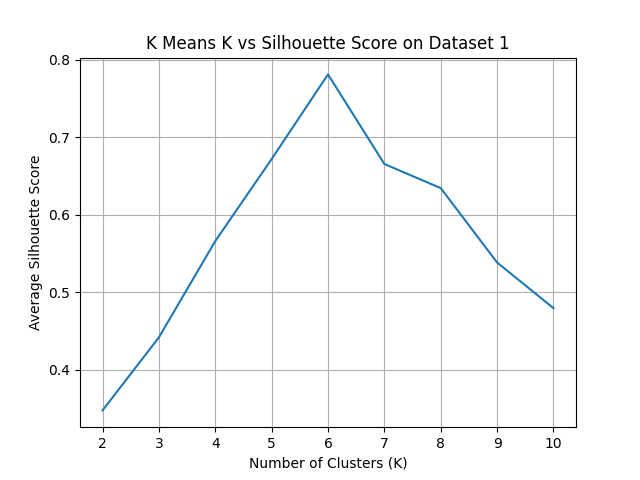 K Means K vs Silhouette Score on Dataset 1
0.8
0.7
0.6
0.5
0.4
Average Silhouette Score
2 3 4 5 6 7 8 9 10
Number of Clusters (K)